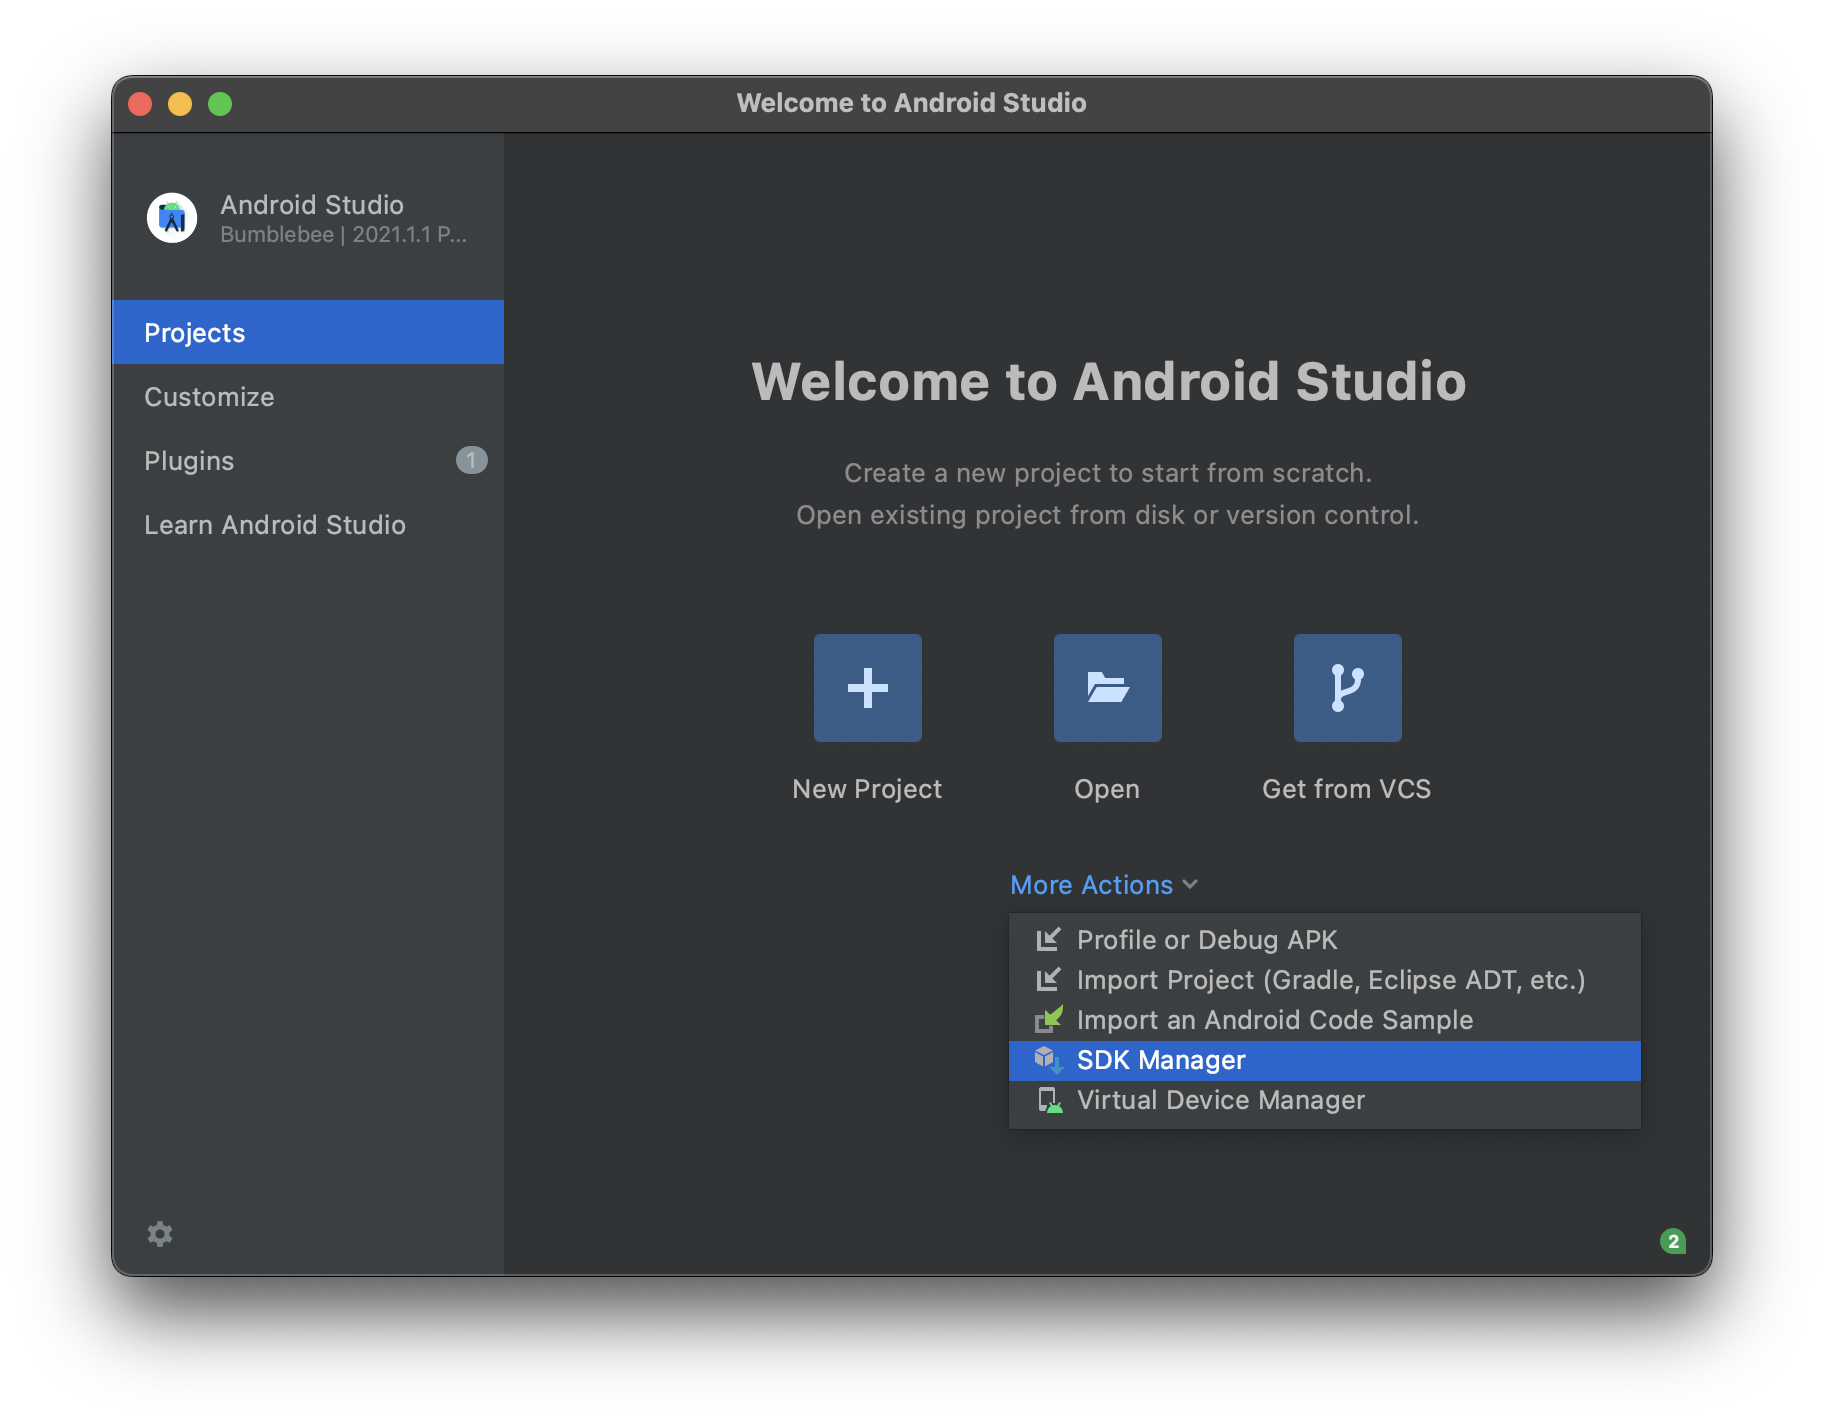 Welcome to Android Studio
Android Studio
Bumblebee | 2021.1.1 P...
Projects
Customize
Plugins
1
Learn Android Studio
Welcome to Android Studio
Create a new project to start from scratch.
Open existing project from disk or version control.
New Project
Open
Get from VCS
More Actions
Profile or Debug APK
Import Project (Gradle, Eclipse ADT, etc.)
Import an Android Code Sample
SDK Manager
Virtual Device Manager
2